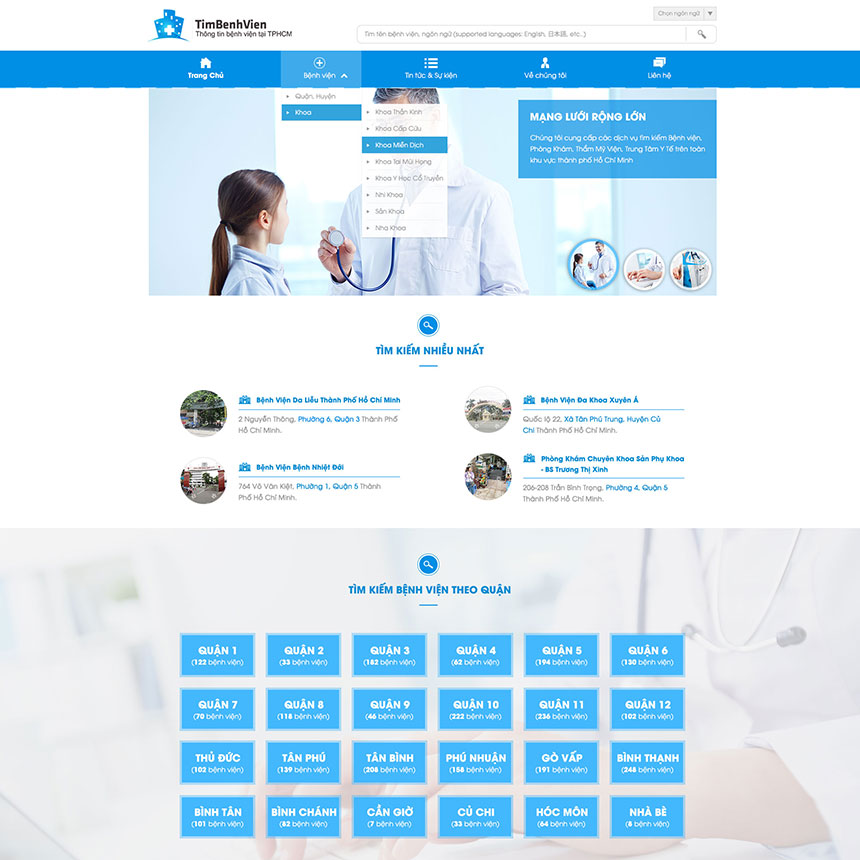 TimBenhVien
Thông tin bệnh viện tại TPHCM
Chọn ngôn ngữ
Tìm tên bệnh viện, ngôn ngữ (supported languages: English, 日本語, etc..)
Trang Chủ
Bệnh viện
Tin tức & Sự kiện
Về chúng tôi
Liên hệ
Quận, Huyện
Khoa
Khoa Thần Kinh
Khoa Cấp Cứu
Khoa Miễn Dịch
Khoa Tai Mũi Họng
Khoa Y Học Cổ Truyền
Nhi Khoa
Sản Khoa
Nha Khoa
MẠNG LƯỚI RỘNG LỚN
Chúng tôi cung cấp các dịch vụ tìm kiếm Bệnh viện,
Phòng Khám, Thẩm Mỹ Viện, Trung Tâm Y Tế trên toàn
khu vực thành phố Hồ Chí Minh
TÌM KIẾM NHIỀU NHẤT
Bệnh Viện Da Liễu Thành Phố Hồ Chí Minh
2 Nguyễn Thông, Phường 6, Quận 3 Thành Phố
Hồ Chí Minh.
Bệnh Viện Đa Khoa Xuyên Á
Quốc lộ 22, Xã Tân Phú Trung, Huyện Củ
Chi Thành Phố Hồ Chí Minh.
Bệnh Viện Bệnh Nhiệt Đới
764 Võ Văn Kiệt, Phường 1, Quận 5 Thành
Phố Hồ Chí Minh.
Phòng Khám Chuyên Khoa Sản Phụ Khoa
- BS Trương Thị Xinh
206-208 Trần Bình Trọng, Phường 4, Quận 5
Thành Phố Hồ Chí Minh.
TÌM KIẾM BỆNH VIỆN THEO QUẬN
QUẬN 1
(122 bệnh viện)
QUẬN 2
(33 bệnh viện)
QUẬN 3
(182 bệnh viện)
QUẬN 4
(62 bệnh viện)
QUẬN 5
(194 bệnh viện)
QUẬN 6
(130 bệnh viện)
QUẬN 7
(70 bệnh viện)
QUẬN 8
(118 bệnh viện)
QUẬN 9
(46 bệnh viện)
QUẬN 10
(222 bệnh viện)
QUẬN 11
(236 bệnh viện)
QUẬN 12
(102 bệnh viện)
THỦ ĐỨC
(102 bệnh viện)
TÂN PHÚ
(139 bệnh viện)
TÂN BÌNH
(208 bệnh viện)
PHÚ NHUẬN
(158 bệnh viện)
GÒ VẤP
(191 bệnh viện)
BÌNH THẠNH
(248 bệnh viện)
BÌNH TÂN
(101 bệnh viện)
BÌNH CHÁNH
(82 bệnh viện)
CẦN GIỜ
(7 bệnh viện)
CỦ CHI
(33 bệnh viện)
HÓC MÔN
(64 bệnh viện)
NHÀ BÈ
(8 bệnh viện)